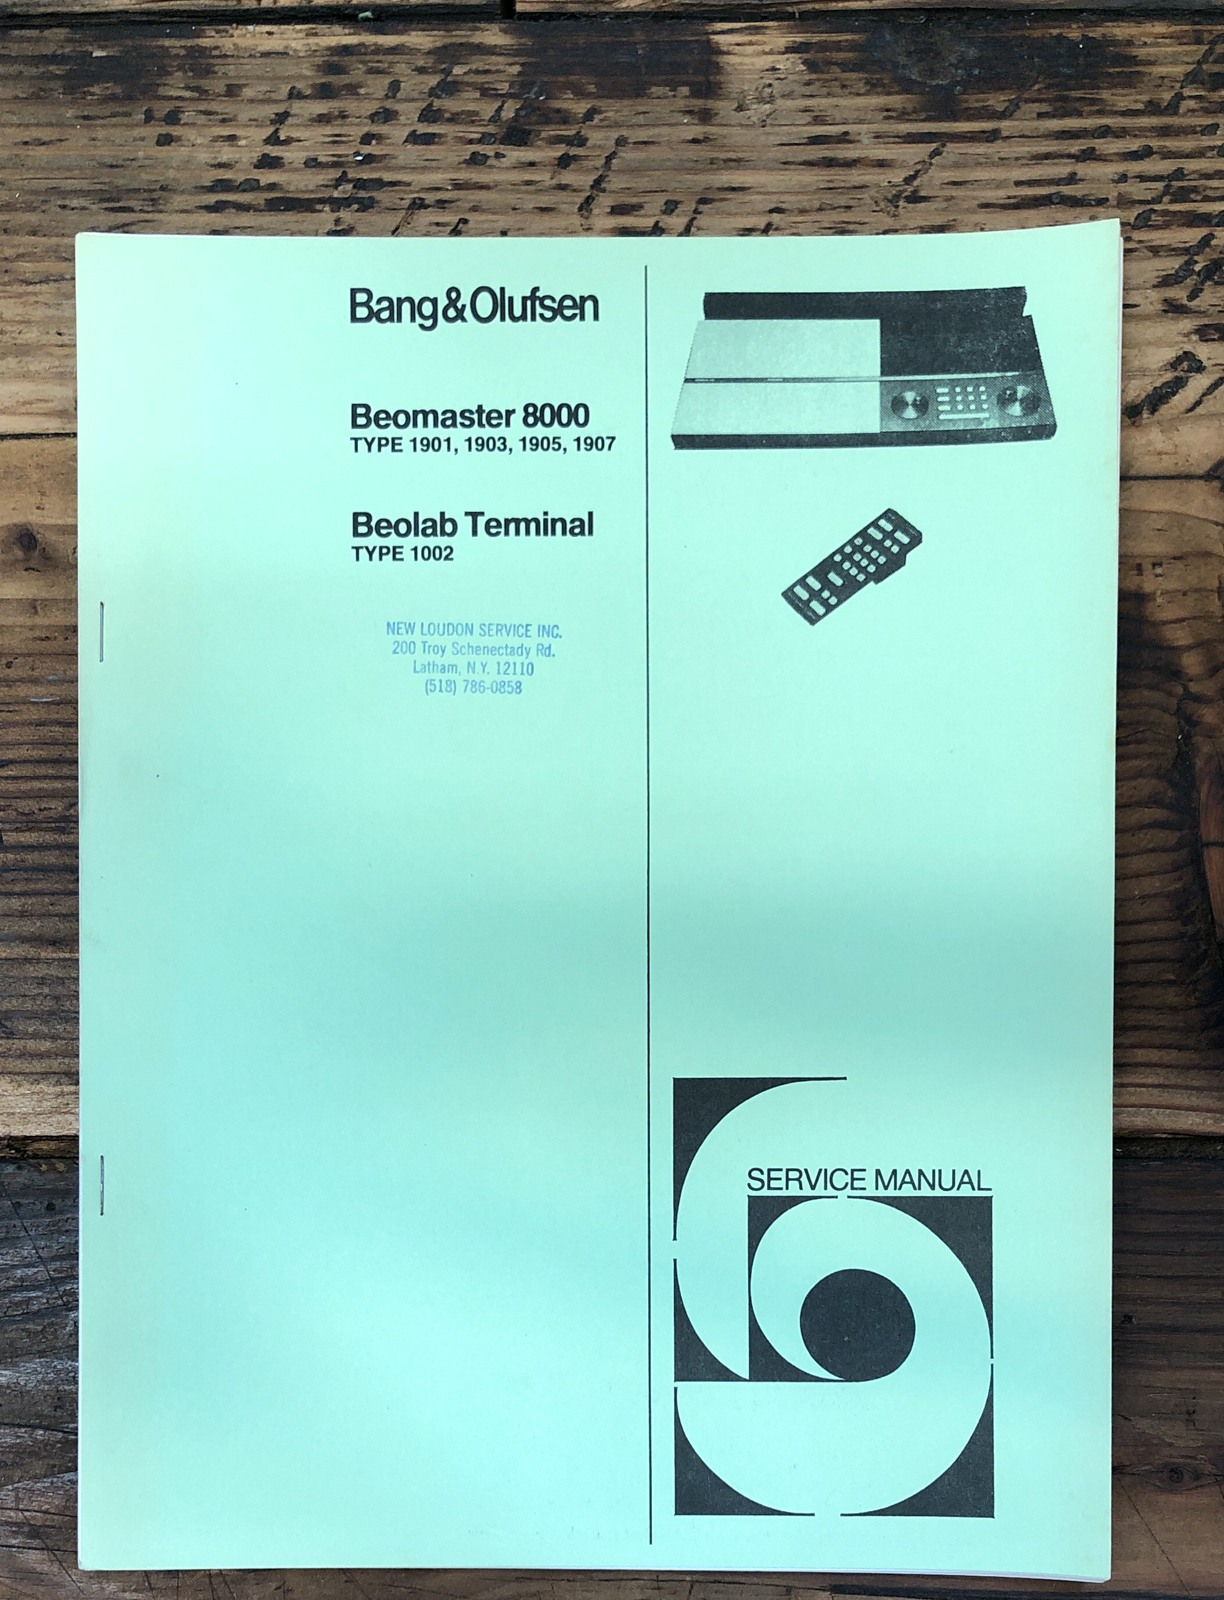 Bang&Olufsen
Beomaster 8000
TYPE 1901, 1903, 1905, 1907
Beolab Terminal
TYPE 1002
NEW LOUDON SERVICE INC.
200 Troy Schenectady Rd.
Latham, N.Y. 12110
(518) 786-0858
SERVICE MANUAL